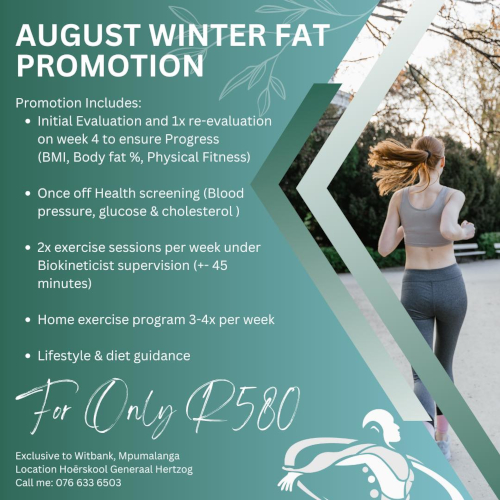 AUGUST WINTER FAT
PROMOTION
Promotion Includes:
• Initial Evaluation and 1x re-evaluation
on week 4 to ensure Progress
(BMI, Body fat %, Physical Fitness)
• Once off Health screening (Blood
pressure, glucose & cholesterol )
• 2x exercise sessions per week under
Biokineticist supervision (+- 45
minutes)
• Home exercise program 3-4x per week
• Lifestyle & diet guidance
For Only R580
Exclusive to Witbank, Mpumalanga
Location Hoërskool Generaal Hertzog
Call me: 076 633 6503